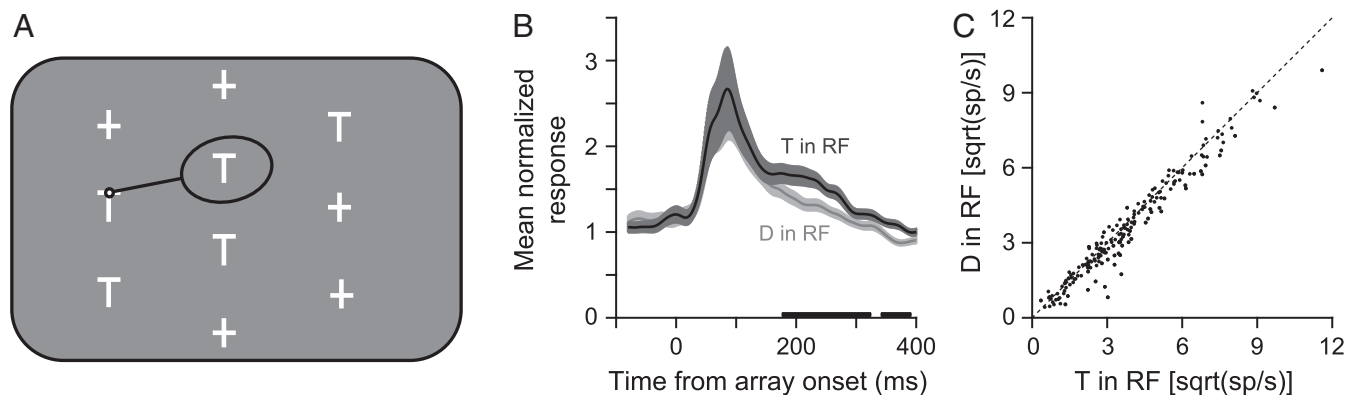 A
+
+
T
T
T
+
T
T
+
+
B
Mean normalized
response
3
2
1
0
T in RF
D in RF
0
200
400
Time from array onset (ms)
C
D in RF [sqrt(sp/s)]
12
9
6
3
0
0
3
6
9
12
T in RF [sqrt(sp/s)]